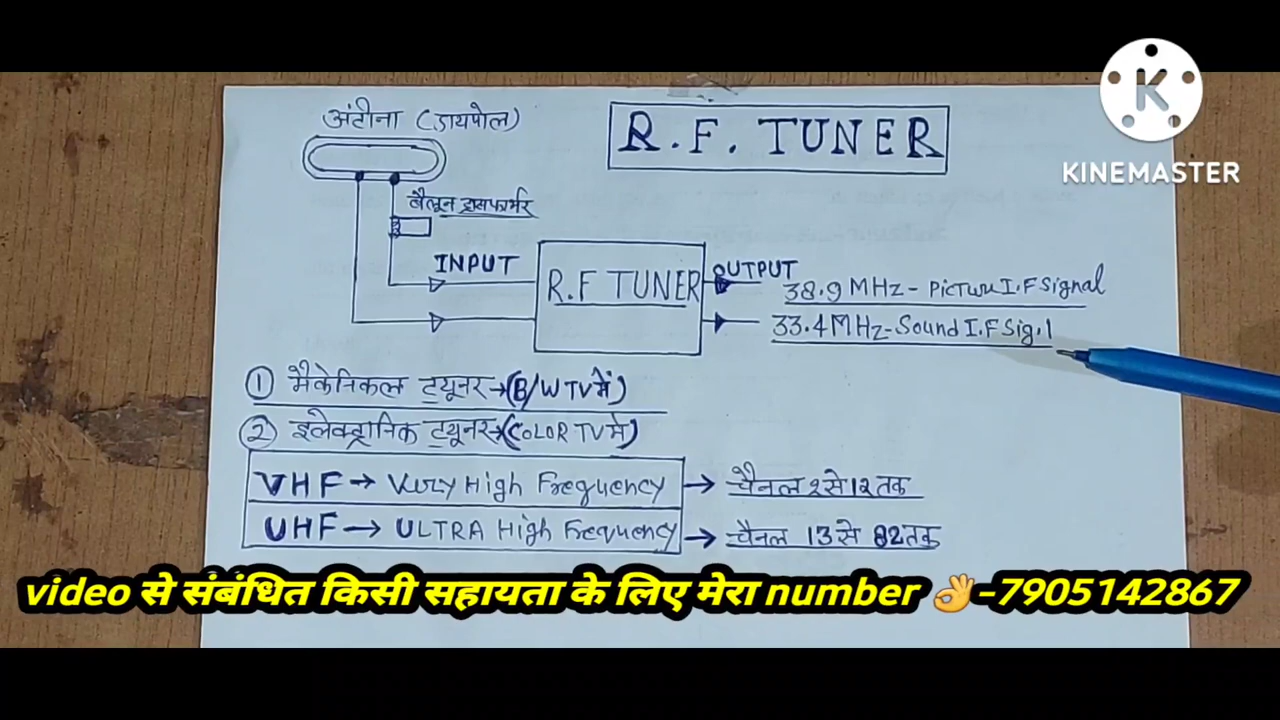 अंटीना (डायपोल)
R.F. TUNER
KINEMASTER
बैलून ट्रांसफार्मर
INPUT
R.F TUNER
OUTPUT
38.9 MHz - Picture I.F Signal
33.4 MHz - Sound I.F Sig.l
① मैकेनिकल ट्यूनर → (B/W TV में)
② इलेक्ट्रानिक ट्यूनर → (COLOR TV में)
VHF → Very High Frequency → चैनल 2 से 12 तक
UHF → ULTRA High Frequency → चैनल 13 से 82 तक
video से संबंधित किसी सहायता के लिए मेरा number 👌-7905142867